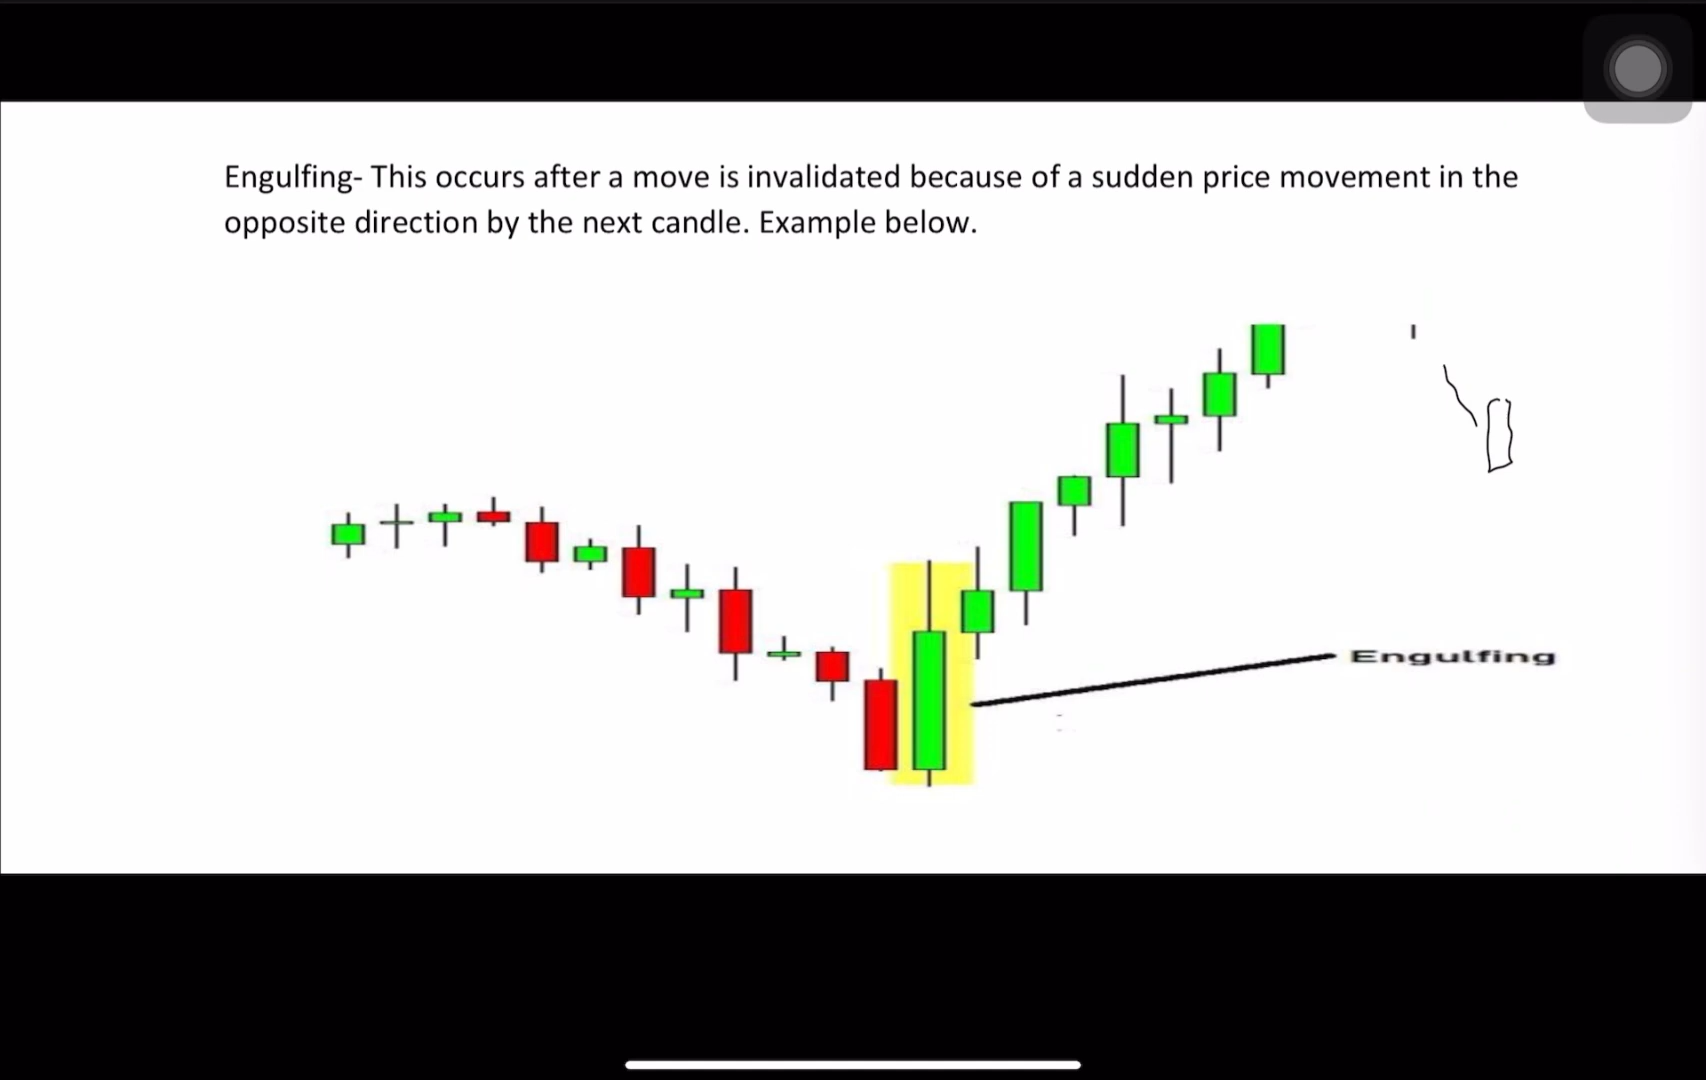 Engulfing- This occurs after a move is invalidated because of a sudden price movement in the
opposite direction by the next candle. Example below.
Engulfing